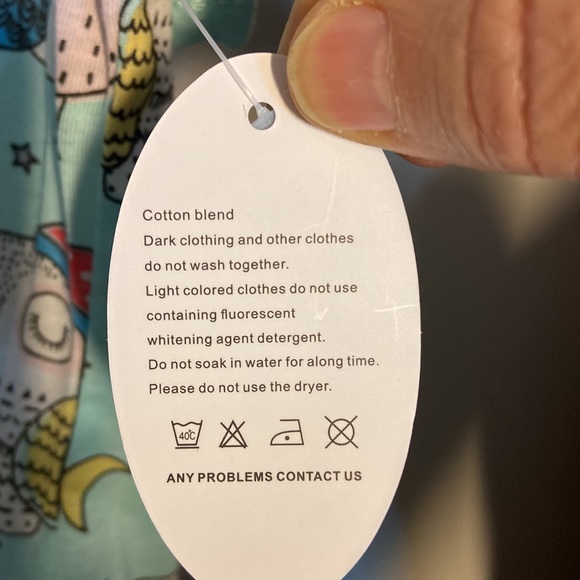 Cotton blend
Dark clothing and other clothes
do not wash together.
Light colored clothes do not use
containing fluorescent
whitening agent detergent.
Do not soak in water for along time.
Please do not use the dryer.
40℃
ANY PROBLEMS CONTACT US